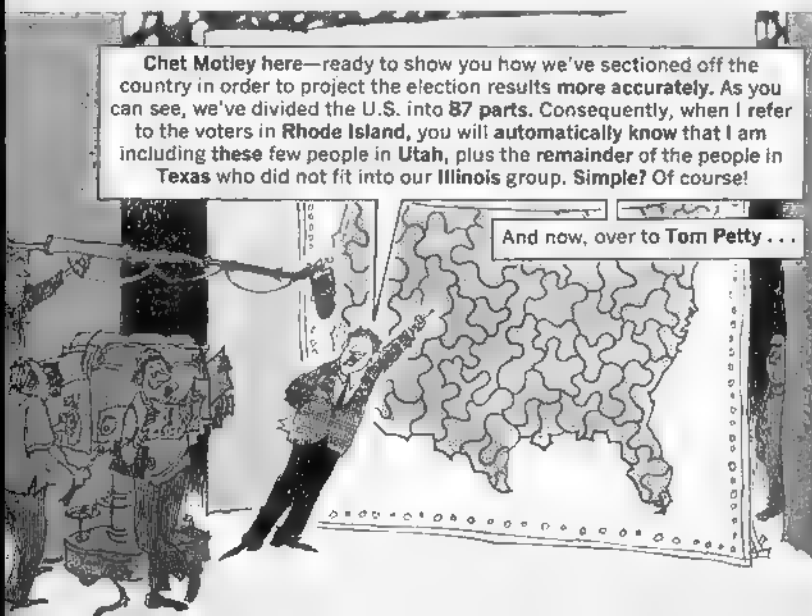 Chet Motley here—ready to show you how we've sectioned off the
country in order to project the election results more accurately. As you
can see, we've divided the U.S. into 87 parts. Consequently, when I refer
to the voters in Rhode Island, you will automatically know that I am
including these few people in Utah, plus the remainder of the people in
Texas who did not fit into our Illinois group. Simple? Of course!
And now, over to Tom Petty . . .